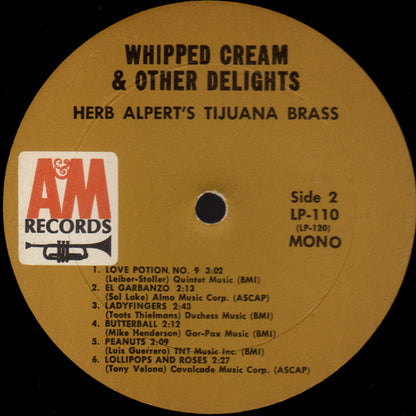 WHIPPED CREAM
& OTHER DELIGHTS
HERB ALPERT'S TIJUANA BRASS
A&M
RECORDS
Side 2
LP-110
(LP-120)
MONO
1. LOVE POTION NO. 9 3:02
(Leiber-Stoller) Quintet Music (BMI)
2. EL GARBANZO 2:13
(Sol Lake) Almo Music Corp. (ASCAP)
3. LADYFINGERS 2:43
(Toots Thielmans) Duchess Music (BMI)
4. BUTTERBALL 2:12
(Mike Henderson) Gar-Pax Music (BMI)
5. PEANUTS 2:09
(Luis Guerrero) TNT Music Inc. (BMI)
6. LOLLIPOPS AND ROSES 2:27
(Tony Velona) Cavalcade Music Corp. (ASCAP)